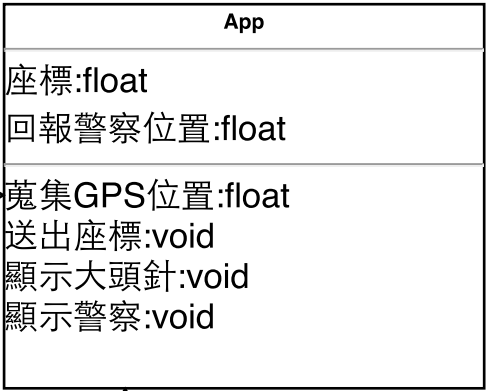 App
座標:float
回報警察位置:float
蒐集GPS位置:float
送出座標:void
顯示大頭針:void
顯示警察:void